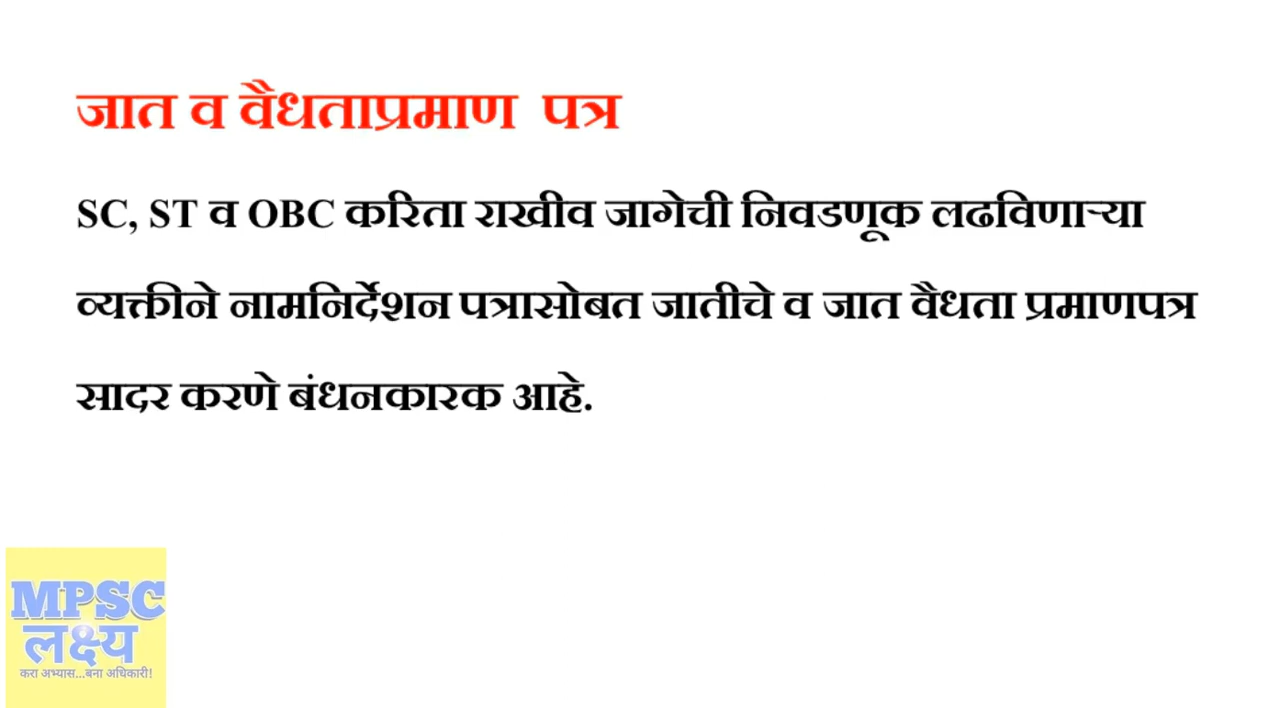 जात व वैधताप्रमाण पत्र
SC, ST व OBC करिता राखीव जागेची निवडणूक लढविणाऱ्या
व्यक्तीने नामनिर्देशन पत्रासोबत जातीचे व जात वैधता प्रमाणपत्र
सादर करणे बंधनकारक आहे.
MPSC
लक्ष्य
करा अभ्यास...बना अधिकारी!